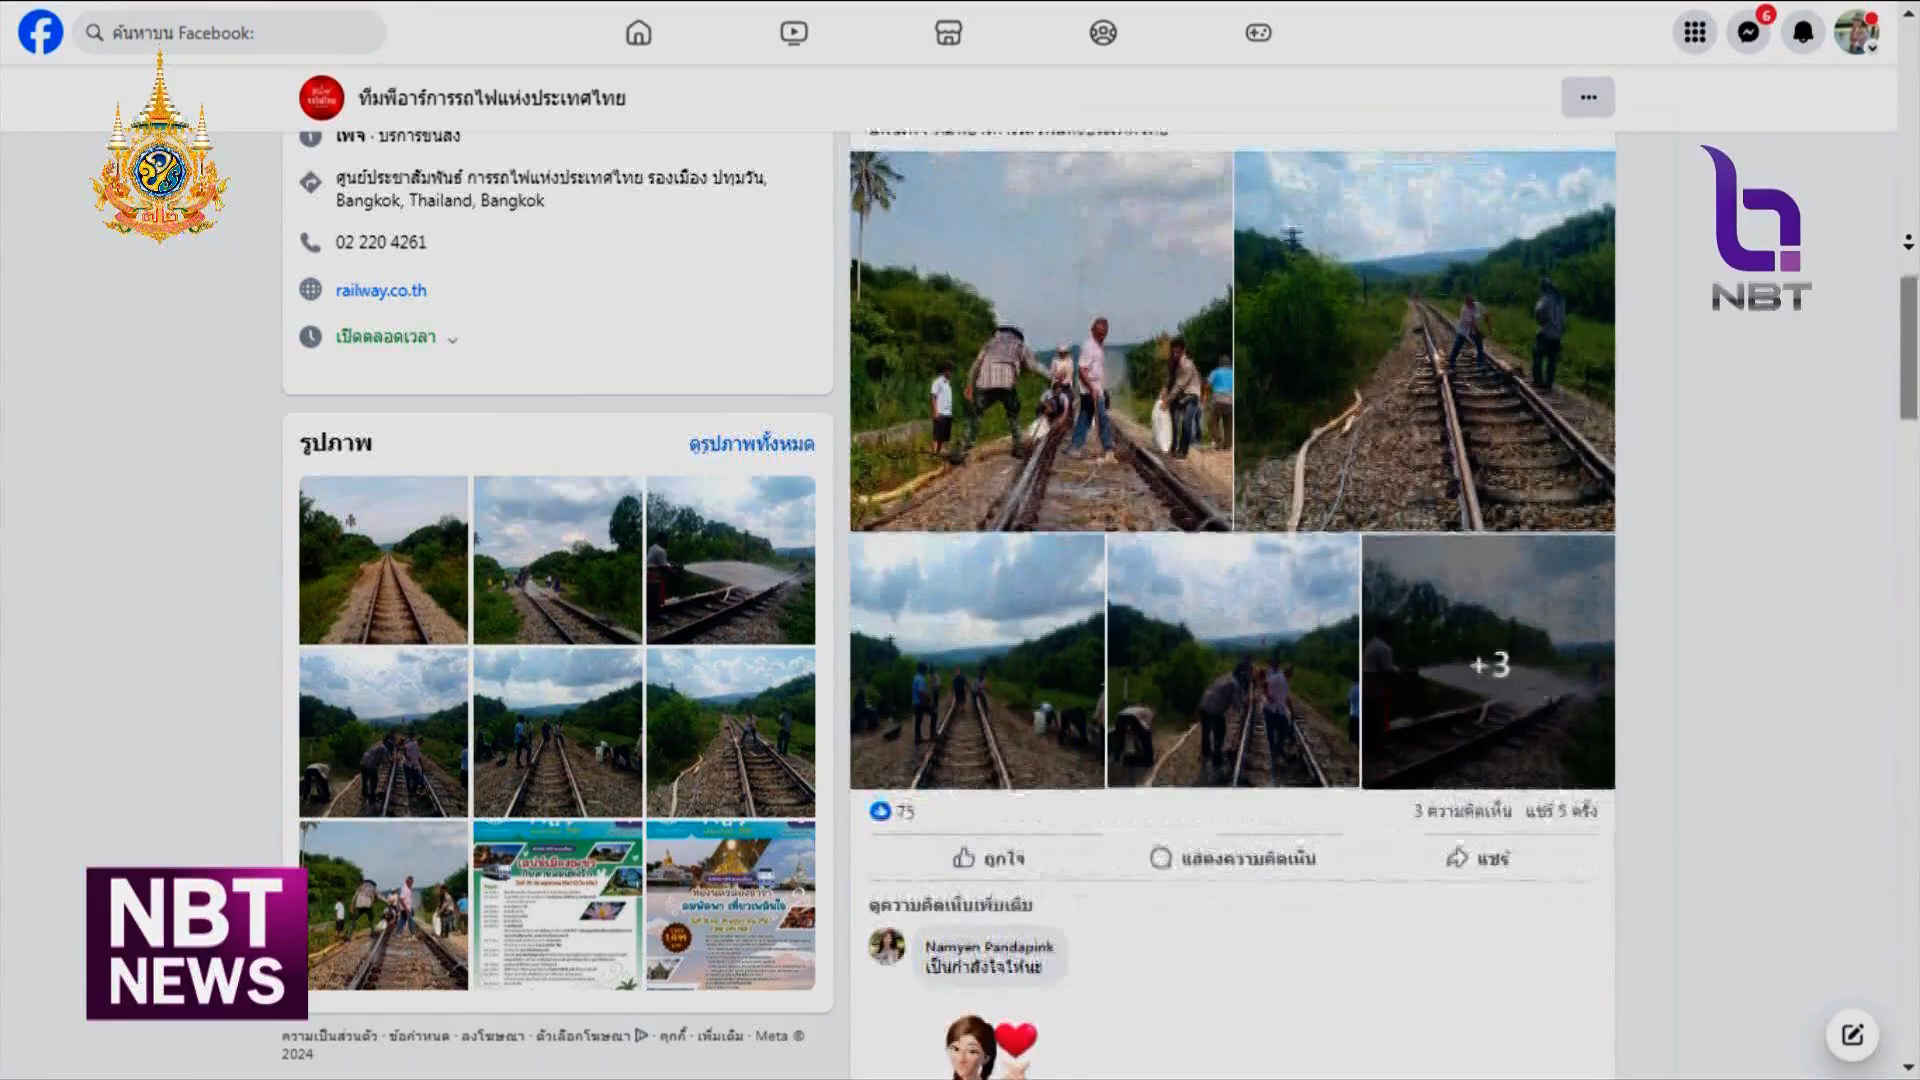 ค้นหาบน Facebook:
6
ทีมพีอาร์การรถไฟแห่งประเทศไทย
เพจ · บริการขนส่ง
ศูนย์ประชาสัมพันธ์ การรถไฟแห่งประเทศไทย รองเมือง ปทุมวัน,
Bangkok, Thailand, Bangkok
02 220 4261
railway.co.th
เปิดตลอดเวลา
รูปภาพ
ดูรูปภาพทั้งหมด
NBT
+3
75
3 ความคิดเห็น
แชร์ 5 ครั้ง
ถูกใจ
แสดงความคิดเห็น
แชร์
ดูความคิดเห็นเพิ่มเติม
Namyen Pandapink
เป็นกำลังใจให้นะ
NBT
NEWS
ความเป็นส่วนตัว · ข้อกำหนด · ลงโฆษณา · ตัวเลือกโฆษณา · คุกกี้ · เพิ่มเติม · Meta ©
2024